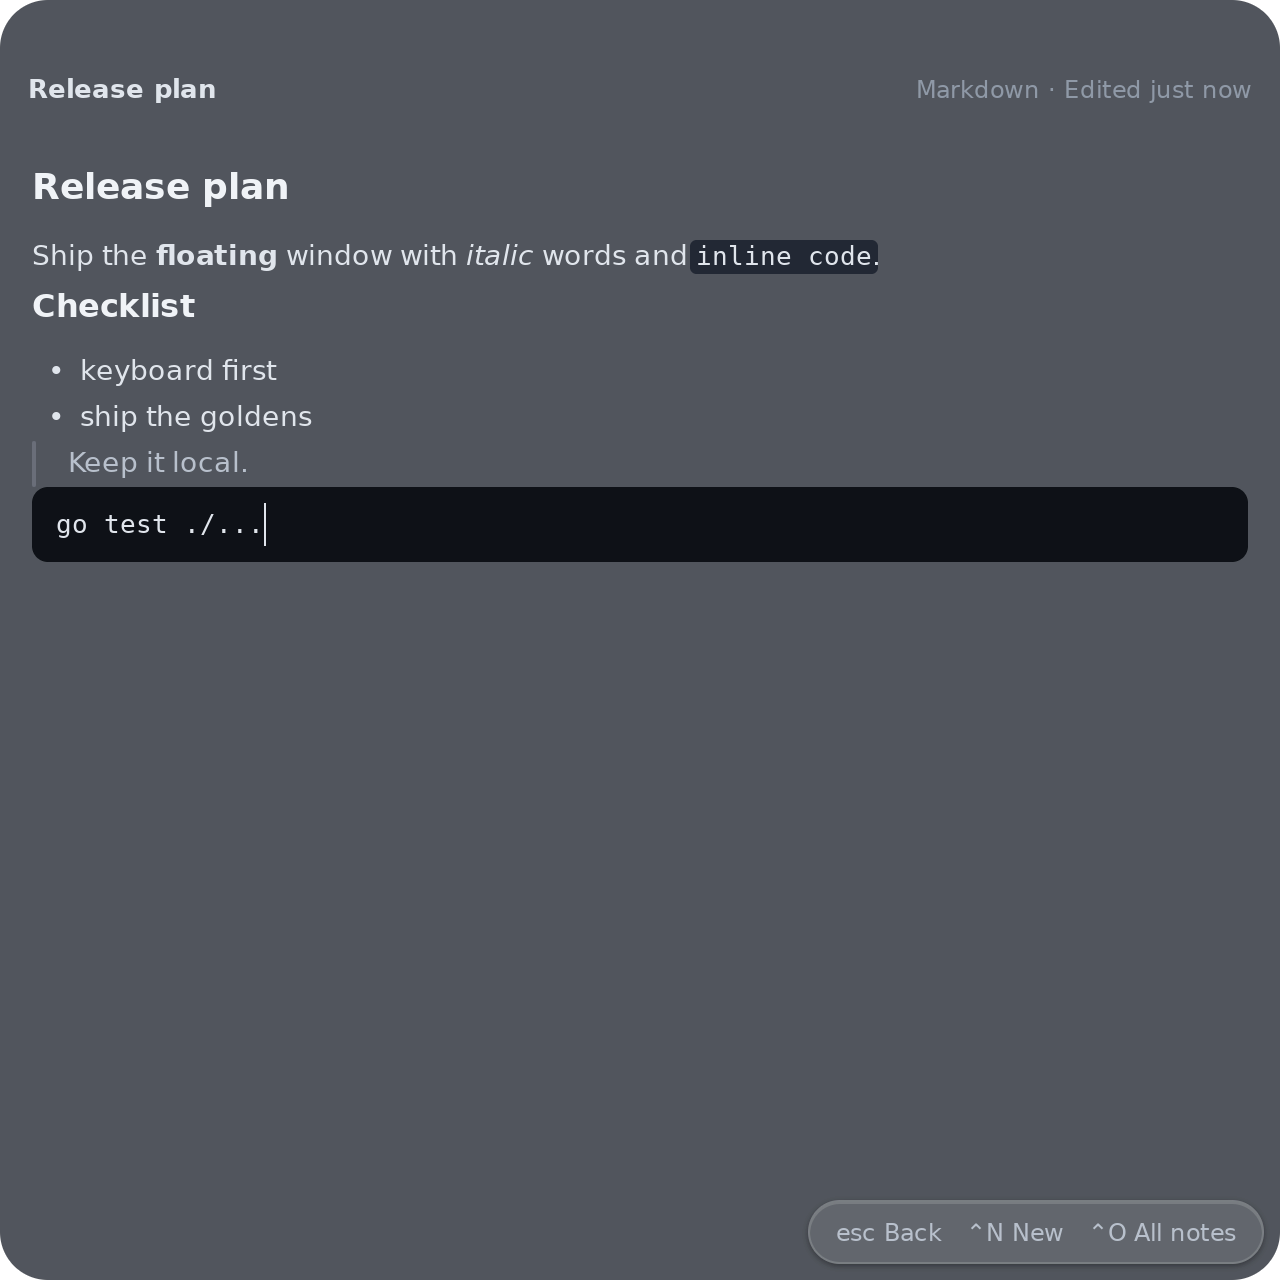 Release plan
Markdown · Edited just now
Release plan
Ship the floating window with italic words and inline code.
Checklist
• keyboard first
• ship the goldens
Keep it local.
go test ./...
esc Back ⌃N New ⌃O All notes